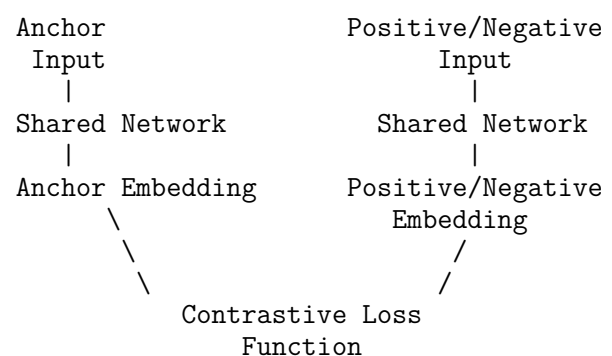 Anchor Positive/Negative
Input Input
| |
Shared Network Shared Network
| |
Anchor Embedding Positive/Negative
\ Embedding
\ /
\ /
Contrastive Loss
Function